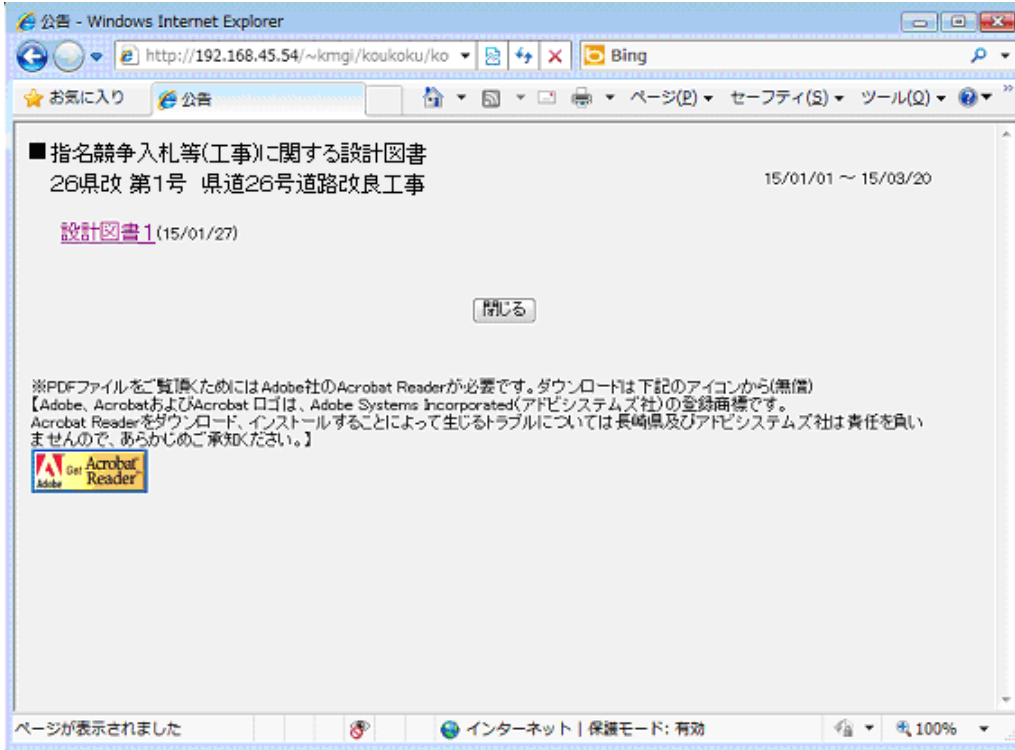 公告 - Windows Internet Explorer
http://192.168.45.54/~kmgi/koukoku/ko
Bing
お気に入り
公告
ページ(P)
セーフティ(S)
ツール(O)
■指名競争入札等(工事)に関する設計図書
26県改 第1号 県道26号道路改良工事
15/01/01 ～ 15/03/20
設計図書1(15/01/27)
閉じる
※PDFファイルをご覧頂くためにはAdobe社のAcrobat Readerが必要です。ダウンロードは下記のアイコンから(無償)
【Adobe、AcrobatおよびAcrobat ロゴは、Adobe Systems Incorporated(アドビシステムズ社)の登録商標です。
Acrobat Readerをダウンロード、インストールすることによって生じるトラブルについては長崎県及びアドビシステムズ社は責任を負い
ませんので、あらかじめご承知ください。】
Adobe
Get Acrobat
Reader
ページが表示されました
インターネット | 保護モード: 有効
100%